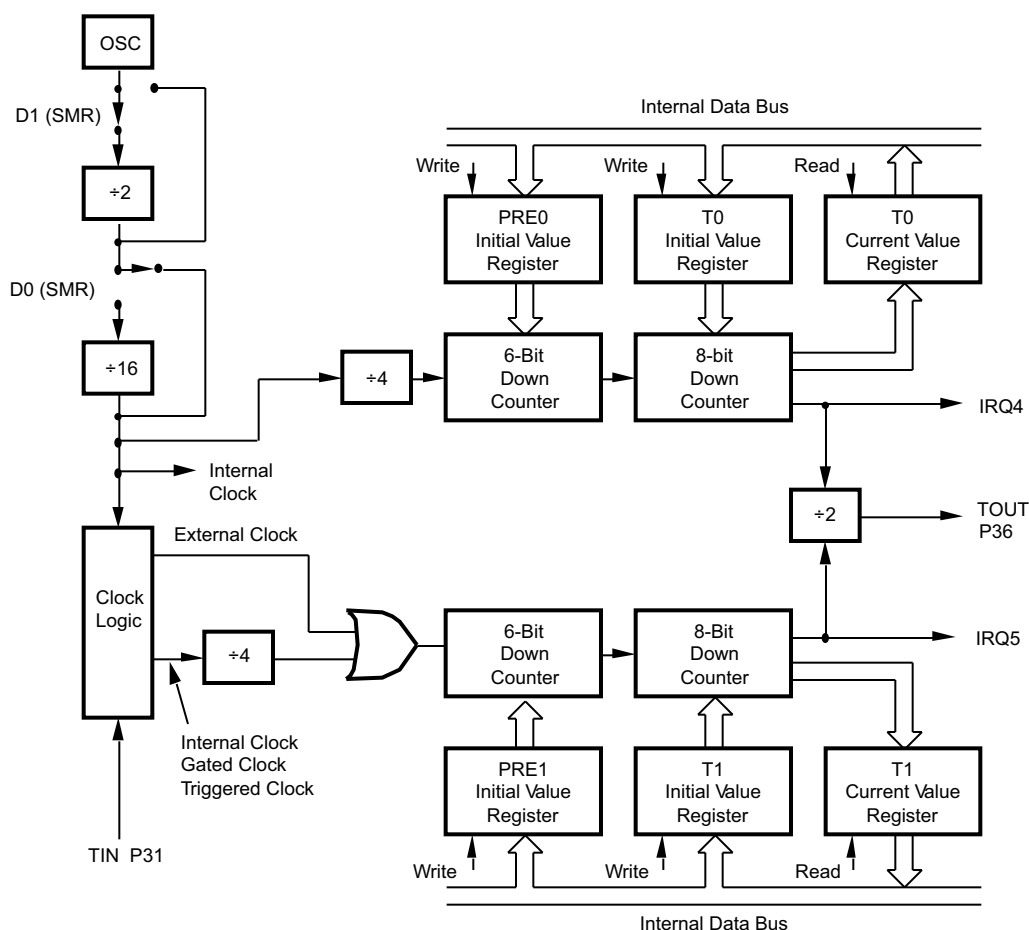 OSC
D1 (SMR)
÷2
D0 (SMR)
÷16
Internal Data Bus
Write
Write
Read
PRE0
Initial Value
Register
T0
Initial Value
Register
T0
Current Value
Register
÷4
6-Bit
Down
Counter
8-bit
Down
Counter
IRQ4
Internal
Clock
÷2
TOUT
P36
External Clock
Clock
Logic
÷4
6-Bit
Down
Counter
8-Bit
Down
Counter
IRQ5
Internal Clock
Gated Clock
Triggered Clock
PRE1
Initial Value
Register
T1
Initial Value
Register
T1
Current Value
Register
TIN P31
Write
Write
Read
Internal Data Bus